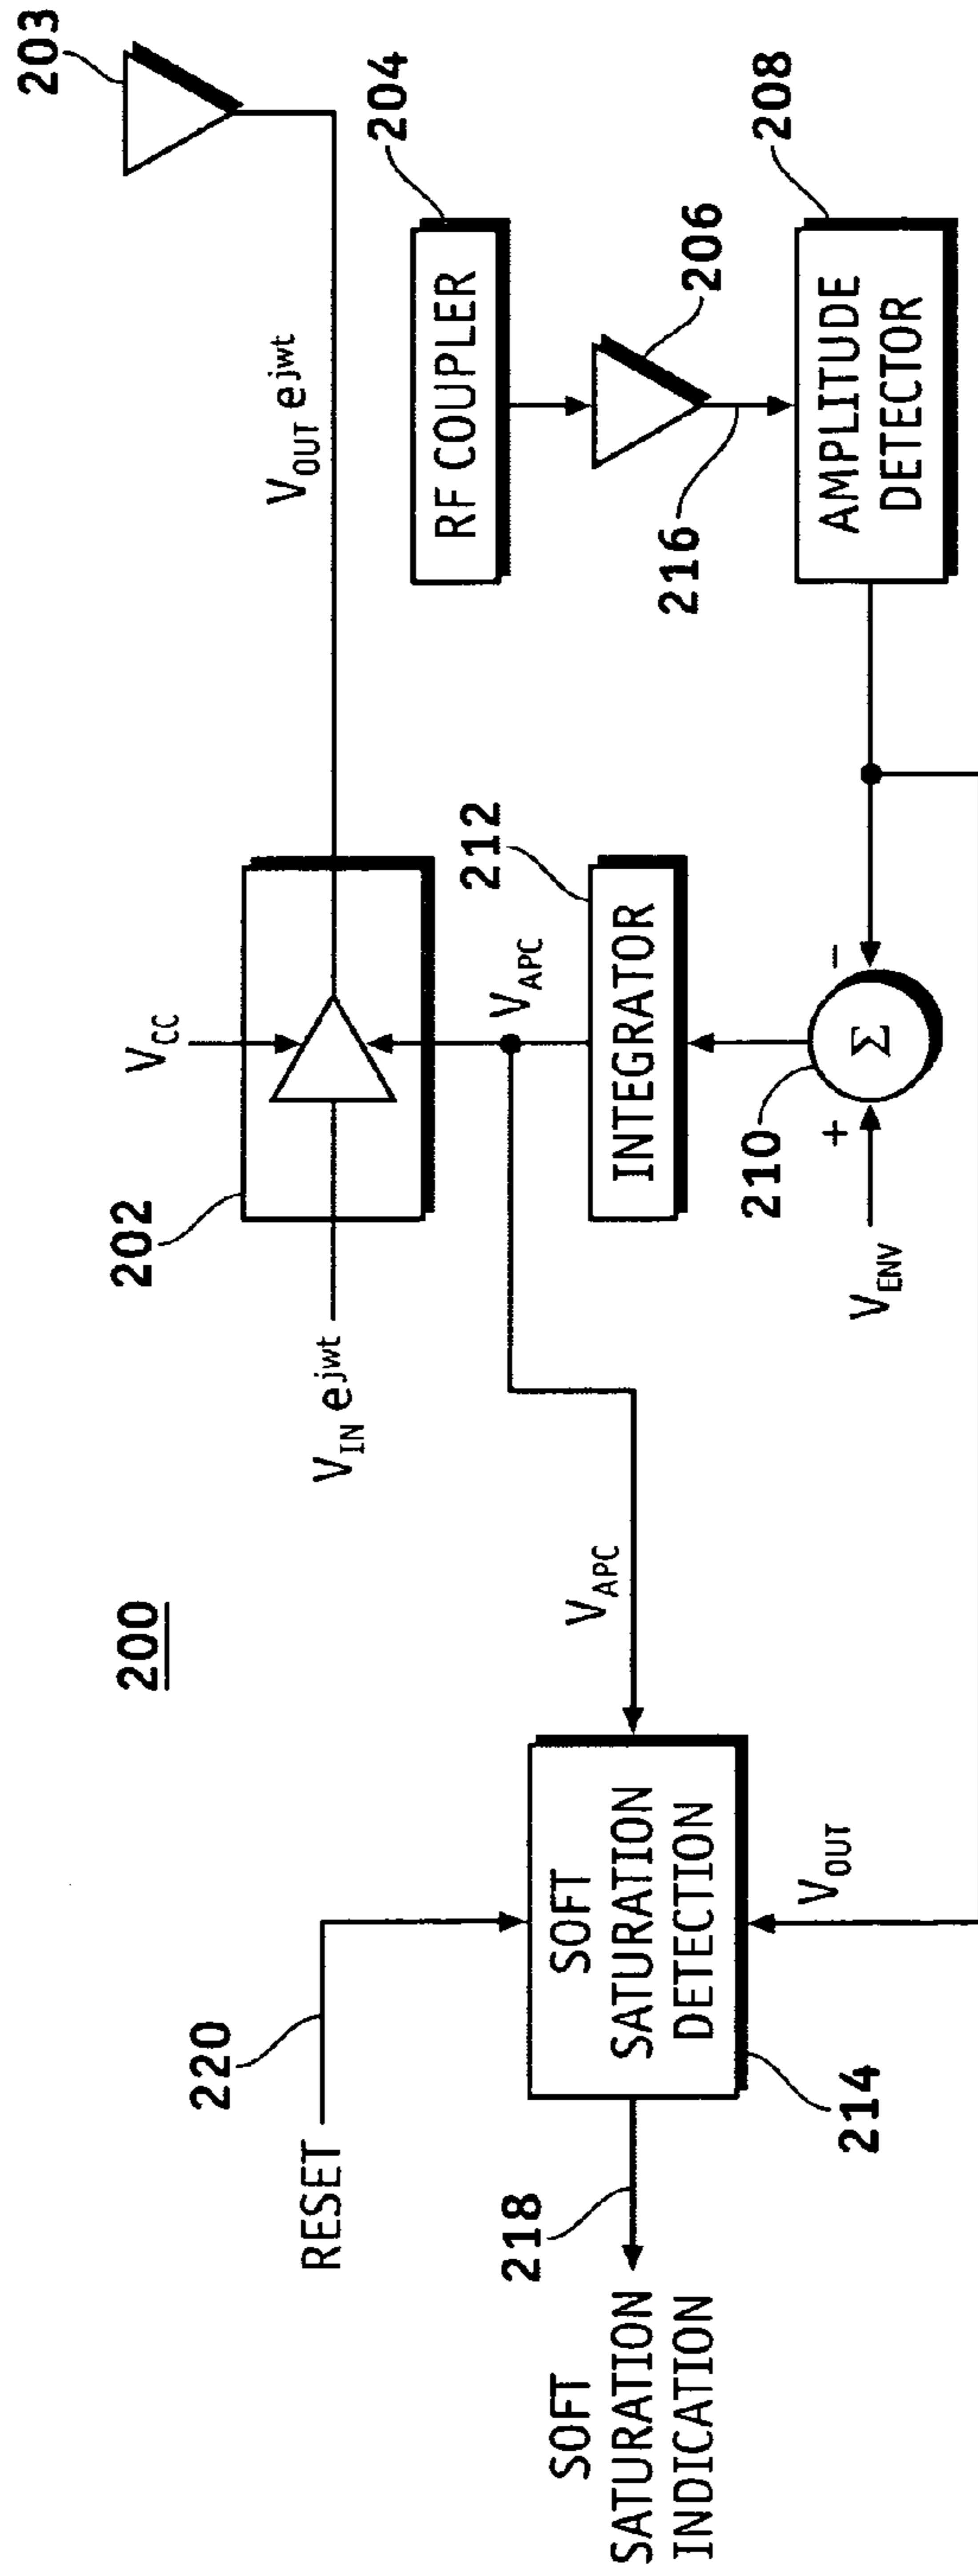 200
202
V_CC
203
V_IN e^jwt
V_OUT e^jwt
204
RF COUPLER
206
216
208
AMPLITUDE
DETECTOR
212
V_APC
INTEGRATOR
210
+
-
Σ
V_ENV
V_APC
220
RESET
SOFT
SATURATION
DETECTION
V_OUT
214
218
SOFT
SATURATION
INDICATION